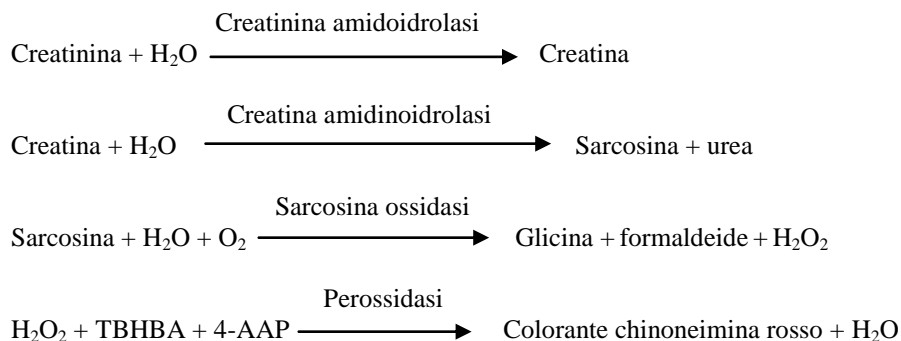 Creatinina amidoidrolasi
Creatinina + H₂O Creatina
Creatina amidinoidrolasi
Creatina + H₂O Sarcosina + urea
Sarcosina ossidasi
Sarcosina + H₂O + O₂ Glicina + formaldeide + H₂O₂
Perossidasi
H₂O₂ + TBHBA + 4-AAP Colorante chinoneimina rosso + H₂O